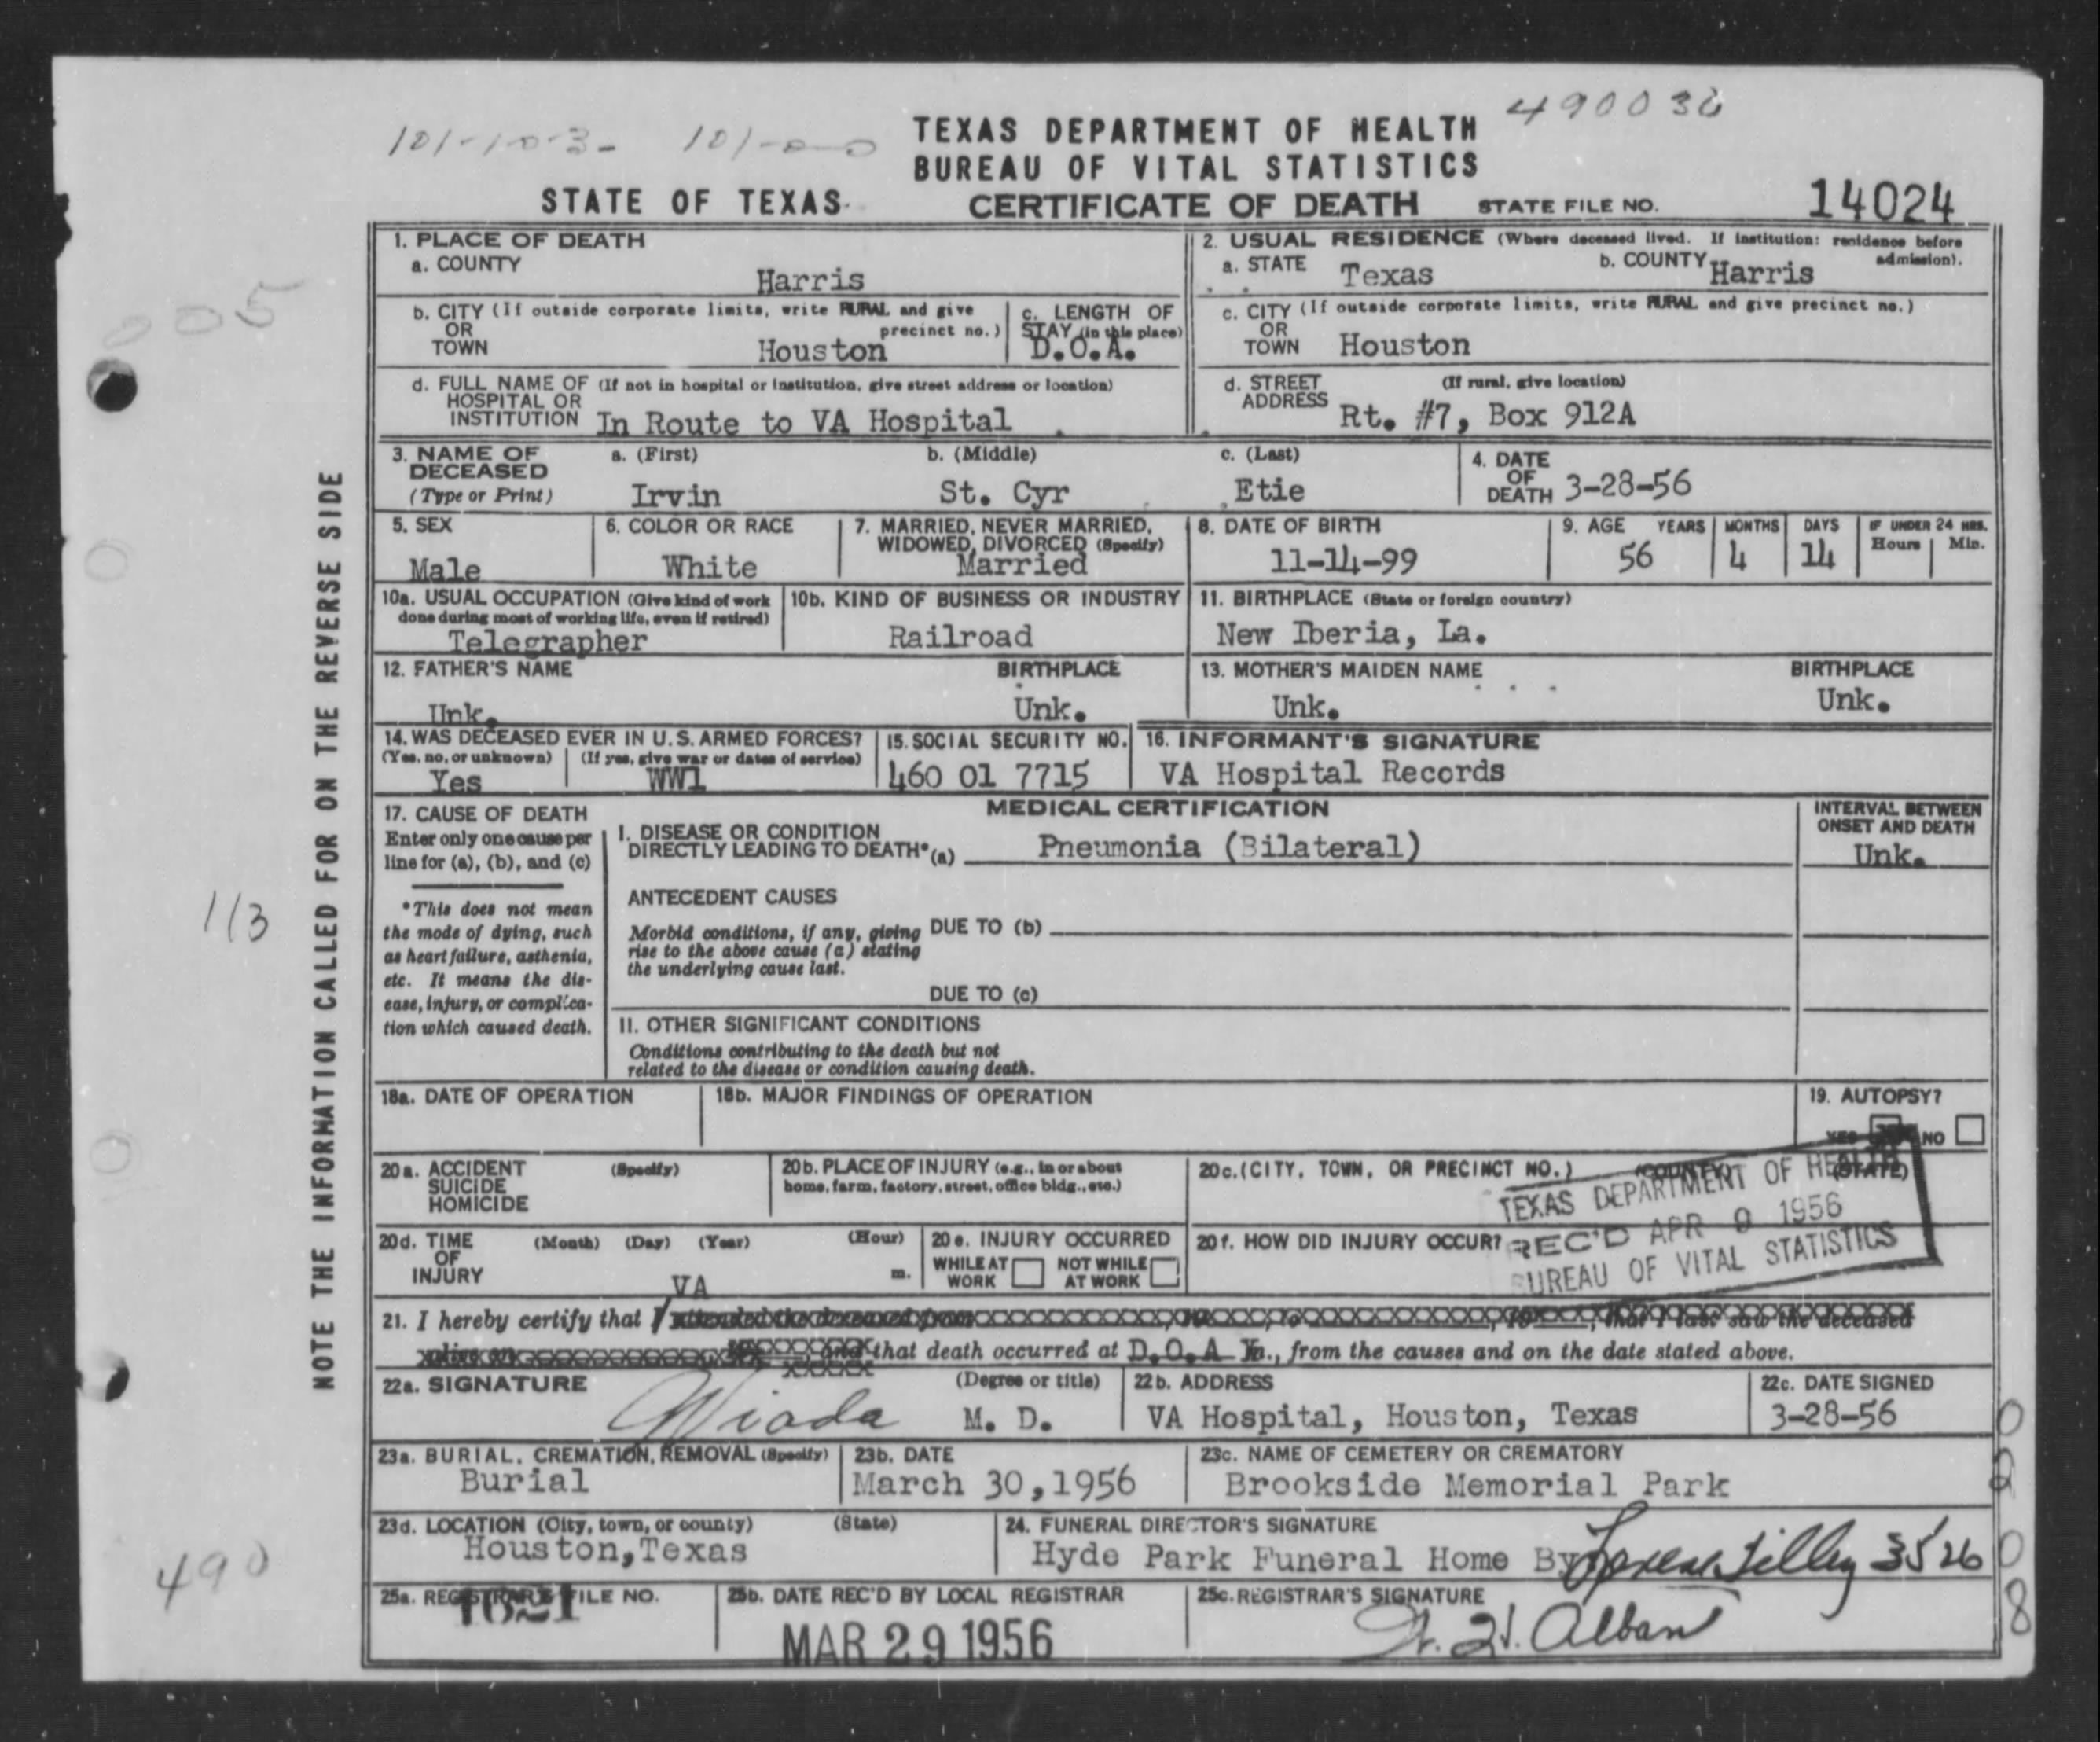 490036
101-103- 101-00
TEXAS DEPARTMENT OF HEALTH
BUREAU OF VITAL STATISTICS
STATE OF TEXAS CERTIFICATE OF DEATH STATE FILE NO. 14024
005
NOTE THE INFORMATION CALLED FOR ON THE REVERSE SIDE
1. PLACE OF DEATH
a. COUNTY
Harris
2. USUAL RESIDENCE (Where deceased lived. If institution: residence before admission).
a. STATE Texas b. COUNTY Harris
b. CITY (If outside corporate limits, write RURAL and give precinct no.)
OR
TOWN Houston
c. LENGTH OF
STAY (in this place)
D.O.A.
c. CITY (If outside corporate limits, write RURAL and give precinct no.)
OR
TOWN Houston
d. FULL NAME OF (If not in hospital or institution, give street address or location)
HOSPITAL OR
INSTITUTION In Route to VA Hospital
d. STREET (If rural, give location)
ADDRESS Rt. #7, Box 912A
3. NAME OF DECEASED
(Type or Print)
a. (First) b. (Middle) c. (Last)
Irvin St. Cyr Etie
4. DATE
OF
DEATH 3-28-56
5. SEX
Male
6. COLOR OR RACE
White
7. MARRIED, NEVER MARRIED,
WIDOWED, DIVORCED (Specify)
Married
8. DATE OF BIRTH
11-14-99
9. AGE YEARS MONTHS DAYS IF UNDER 24 HRS.
Hours Min.
56 4 14
10a. USUAL OCCUPATION (Give kind of work
done during most of working life, even if retired)
Telegrapher
10b. KIND OF BUSINESS OR INDUSTRY
Railroad
11. BIRTHPLACE (State or foreign country)
New Iberia, La.
12. FATHER'S NAME BIRTHPLACE
Unk. Unk.
13. MOTHER'S MAIDEN NAME BIRTHPLACE
Unk. Unk.
14. WAS DECEASED EVER IN U.S. ARMED FORCES?
(Yes, no, or unknown) (If yes, give war or dates of service)
Yes WW1
15. SOCIAL SECURITY NO.
460 01 7715
16. INFORMANT'S SIGNATURE
VA Hospital Records
17. CAUSE OF DEATH
Enter only one cause per
line for (a), (b), and (c)
*This does not mean
the mode of dying, such
as heart failure, asthenia,
etc. It means the dis-
ease, injury, or complica-
tion which caused death.
MEDICAL CERTIFICATION
I. DISEASE OR CONDITION
DIRECTLY LEADING TO DEATH*(a) Pneumonia (Bilateral)
INTERVAL BETWEEN
ONSET AND DEATH
Unk.
ANTECEDENT CAUSES
Morbid conditions, if any, giving
rise to the above cause (a) stating
the underlying cause last.
DUE TO (b)
DUE TO (c)
II. OTHER SIGNIFICANT CONDITIONS
Conditions contributing to the death but not
related to the disease or condition causing death.
113
18a. DATE OF OPERATION
18b. MAJOR FINDINGS OF OPERATION
19. AUTOPSY?
YES NO
20a. ACCIDENT (Specify)
SUICIDE
HOMICIDE
20b. PLACE OF INJURY (e.g., in or about
home, farm, factory, street, office bldg., etc.)
20c. (CITY, TOWN, OR PRECINCT NO.) (COUNTY) (STATE)
20d. TIME (Month) (Day) (Year) (Hour)
OF
INJURY m.
20e. INJURY OCCURRED
WHILE AT WORK NOT WHILE AT WORK
20f. HOW DID INJURY OCCUR?
TEXAS DEPARTMENT OF HEALTH
REC'D APR 9 1956
BUREAU OF VITAL STATISTICS
VA
21. I hereby certify that I attended the deceased from , 19 , to , 19 , that I last saw the deceased
alive on and that death occurred at D.O.A m., from the causes and on the date stated above.
22a. SIGNATURE (Degree or title)
M. D.
22b. ADDRESS
VA Hospital, Houston, Texas
22c. DATE SIGNED
3-28-56
23a. BURIAL, CREMATION, REMOVAL (Specify)
Burial
23b. DATE
March 30,1956
23c. NAME OF CEMETERY OR CREMATORY
Brookside Memorial Park
23d. LOCATION (City, town, or county) (State)
Houston,Texas
24. FUNERAL DIRECTOR'S SIGNATURE
Hyde Park Funeral Home By Lorene Tilley 3526
25a. REGISTRAR'S FILE NO.
1621
25b. DATE REC'D BY LOCAL REGISTRAR
MAR 29 1956
25c. REGISTRAR'S SIGNATURE
Alban
490
0
2
0
8